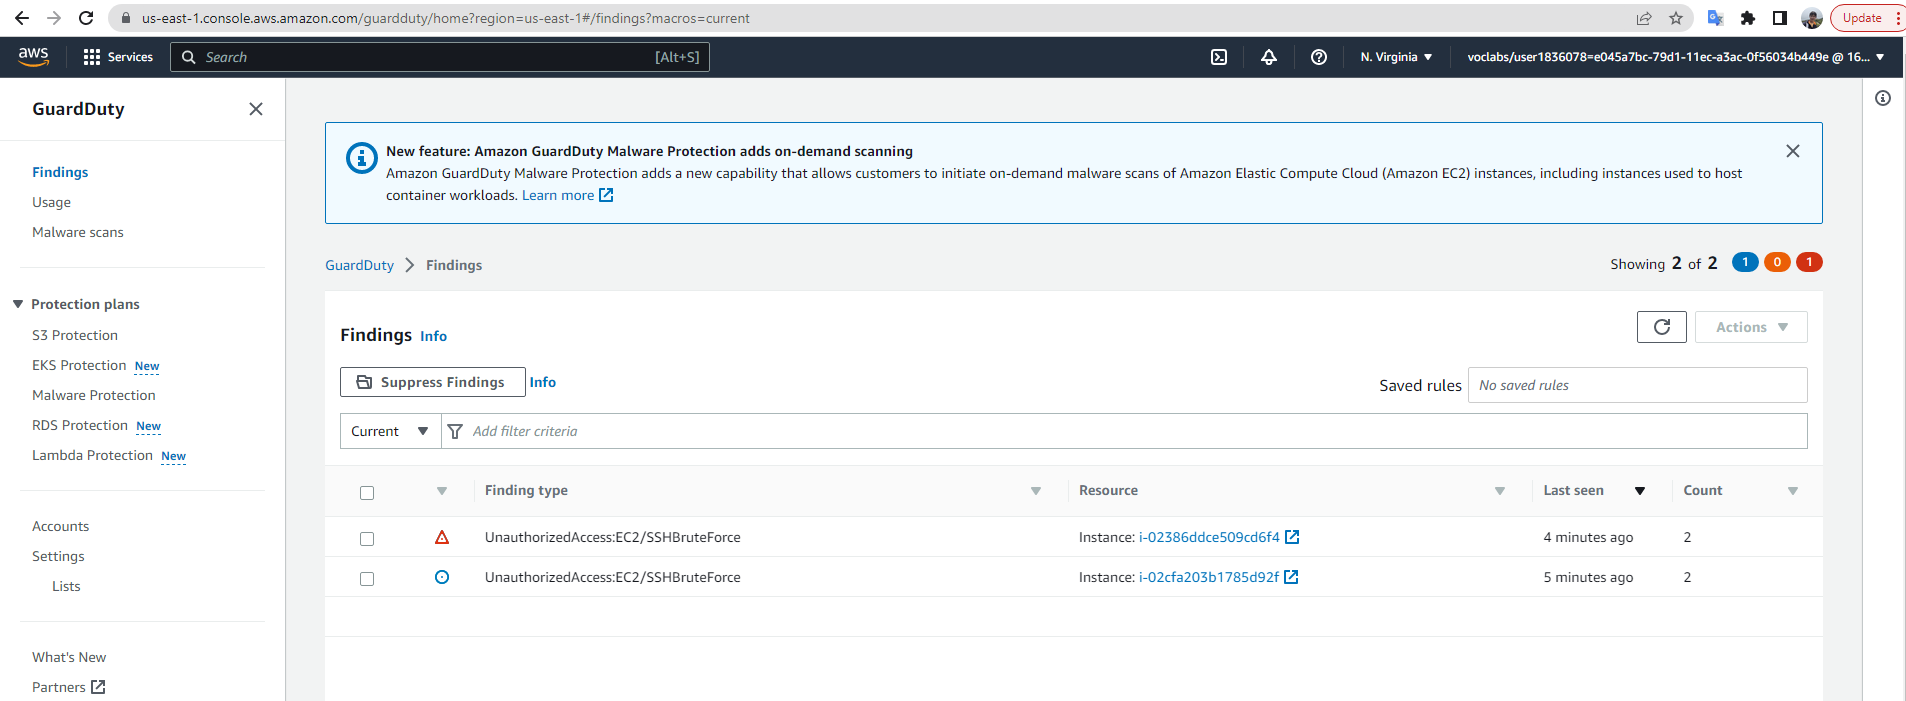 us-east-1.console.aws.amazon.com/guardduty/home?region=us-east-1#/findings?macros=current
Update
aws
Services
Search
[Alt+S]
N. Virginia
voclabs/user1836078=e045a7bc-79d1-11ec-a3ac-0f56034b449e @ 16...
GuardDuty
Findings
Usage
Malware scans
Protection plans
S3 Protection
EKS Protection New
Malware Protection
RDS Protection New
Lambda Protection New
Accounts
Settings
Lists
What's New
Partners
New feature: Amazon GuardDuty Malware Protection adds on-demand scanning
Amazon GuardDuty Malware Protection adds a new capability that allows customers to initiate on-demand malware scans of Amazon Elastic Compute Cloud (Amazon EC2) instances, including instances used to host
container workloads. Learn more
GuardDuty > Findings
Showing 2 of 2 1 0 1
Findings Info
Actions
Suppress Findings Info
Saved rules No saved rules
Current Add filter criteria
Finding type Resource Last seen Count
UnauthorizedAccess:EC2/SSHBruteForce Instance: i-02386ddce509cd6f4 4 minutes ago 2
UnauthorizedAccess:EC2/SSHBruteForce Instance: i-02cfa203b1785d92f 5 minutes ago 2